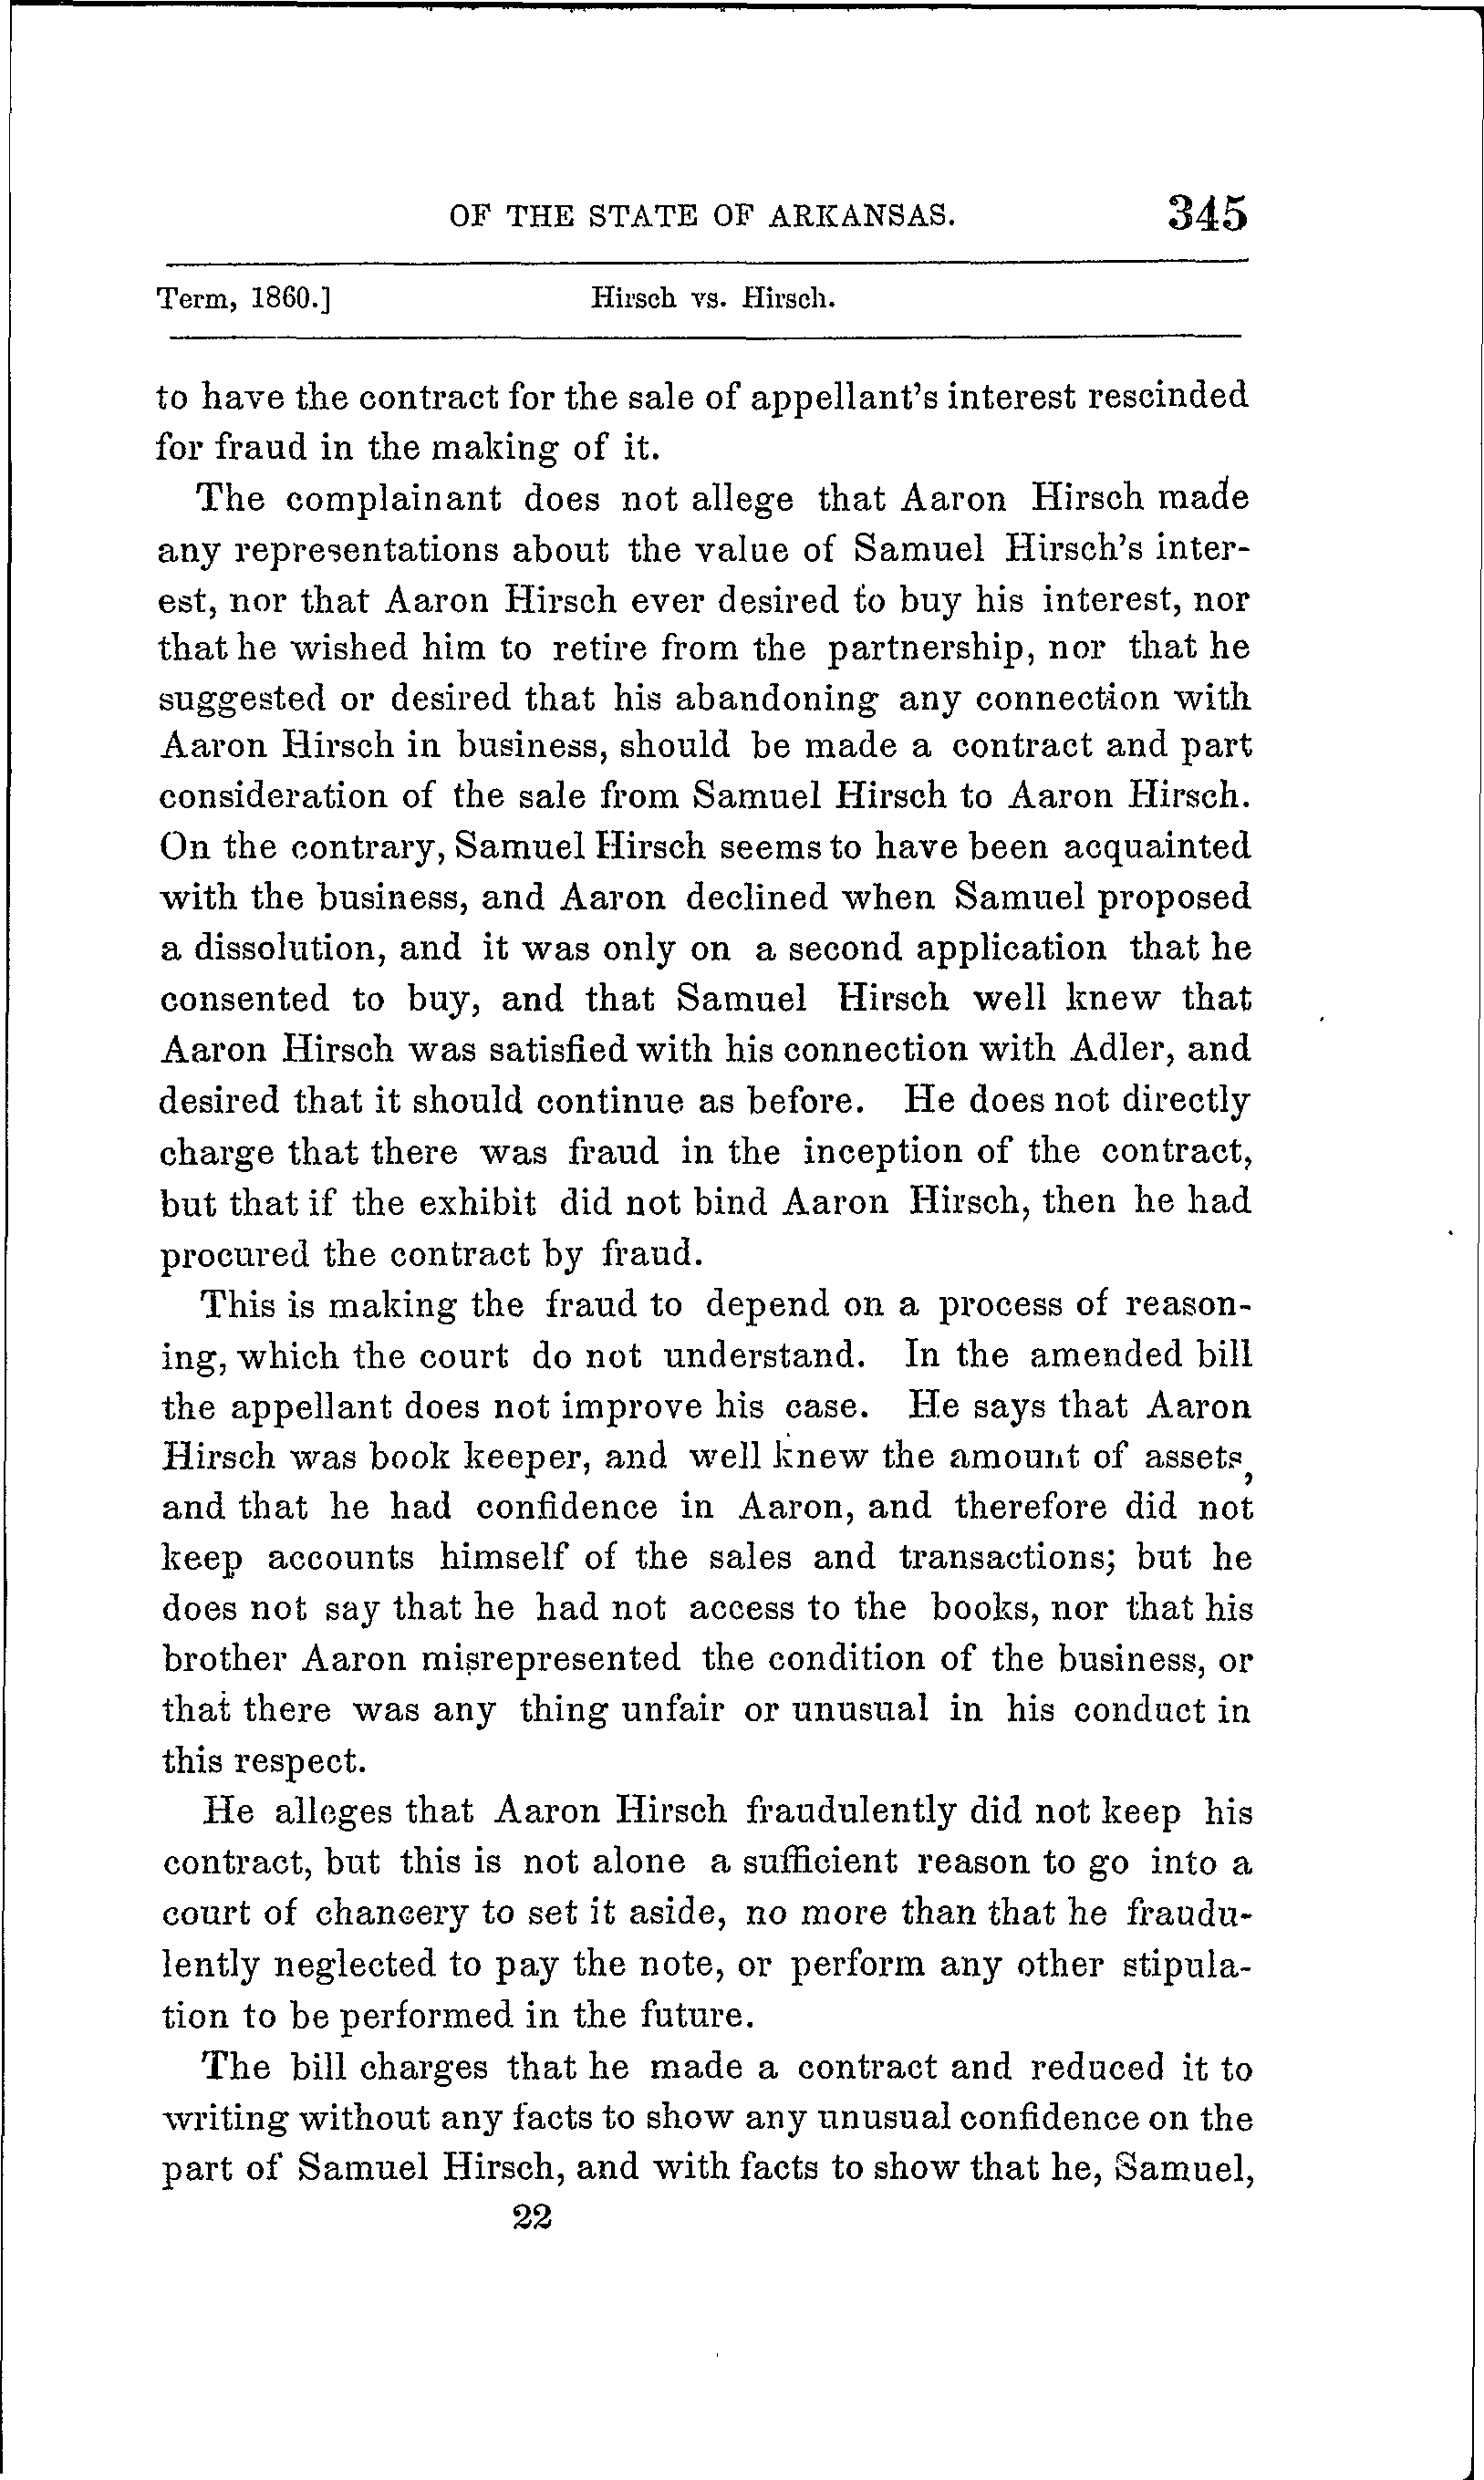 OF THE STATE OF ARKANSAS. 345
Term, 1860.] Hirsch vs. Hirsch.
to have the contract for the sale of appellant's interest rescinded
for fraud in the making of it.
The complainant does not allege that Aaron Hirsch made
any representations about the value of Samuel Hirsch's inter-
est, nor that Aaron Hirsch ever desired to buy his interest, nor
that he wished him to retire from the partnership, nor that he
suggested or desired that his abandoning any connection with
Aaron Hirsch in business, should be made a contract and part
consideration of the sale from Samuel Hirsch to Aaron Hirsch.
On the contrary, Samuel Hirsch seems to have been acquainted
with the business, and Aaron declined when Samuel proposed
a dissolution, and it was only on a second application that he
consented to buy, and that Samuel Hirsch well knew that
Aaron Hirsch was satisfied with his connection with Adler, and
desired that it should continue as before. He does not directly
charge that there was fraud in the inception of the contract,
but that if the exhibit did not bind Aaron Hirsch, then he had
procured the contract by fraud.
This is making the fraud to depend on a process of reason-
ing, which the court do not understand. In the amended bill
the appellant does not improve his case. He says that Aaron
Hirsch was book keeper, and well knew the amount of assets,
and that he had confidence in Aaron, and therefore did not
keep accounts himself of the sales and transactions; but he
does not say that he had not access to the books, nor that his
brother Aaron misrepresented the condition of the business, or
that there was any thing unfair or unusual in his conduct in
this respect.
He alleges that Aaron Hirsch fraudulently did not keep his
contract, but this is not alone a sufficient reason to go into a
court of chancery to set it aside, no more than that he fraudu-
lently neglected to pay the note, or perform any other stipula-
tion to be performed in the future.
The bill charges that he made a contract and reduced it to
writing without any facts to show any unusual confidence on the
part of Samuel Hirsch, and with facts to show that he, Samuel,
22